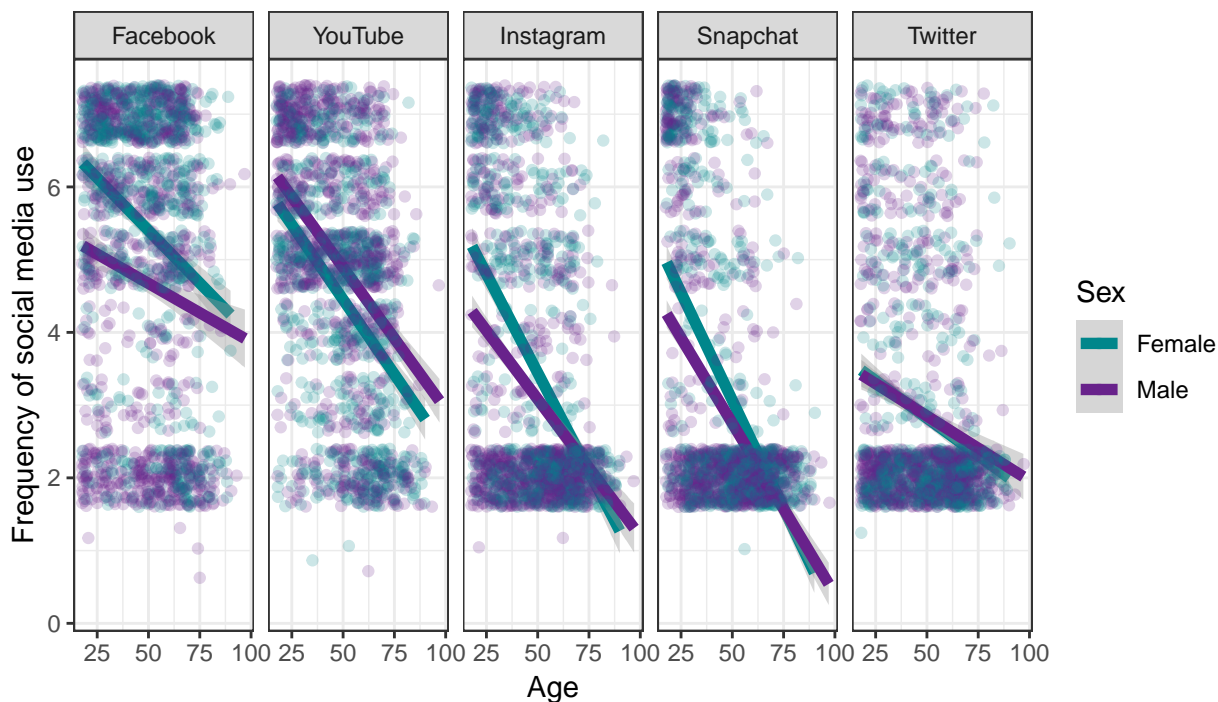 Facebook YouTube Instagram Snapchat Twitter
Frequency of social media use
6
4
2
0
25 50 75 100 25 50 75 100 25 50 75 100 25 50 75 100 25 50 75 100
Age
Sex
Female
Male